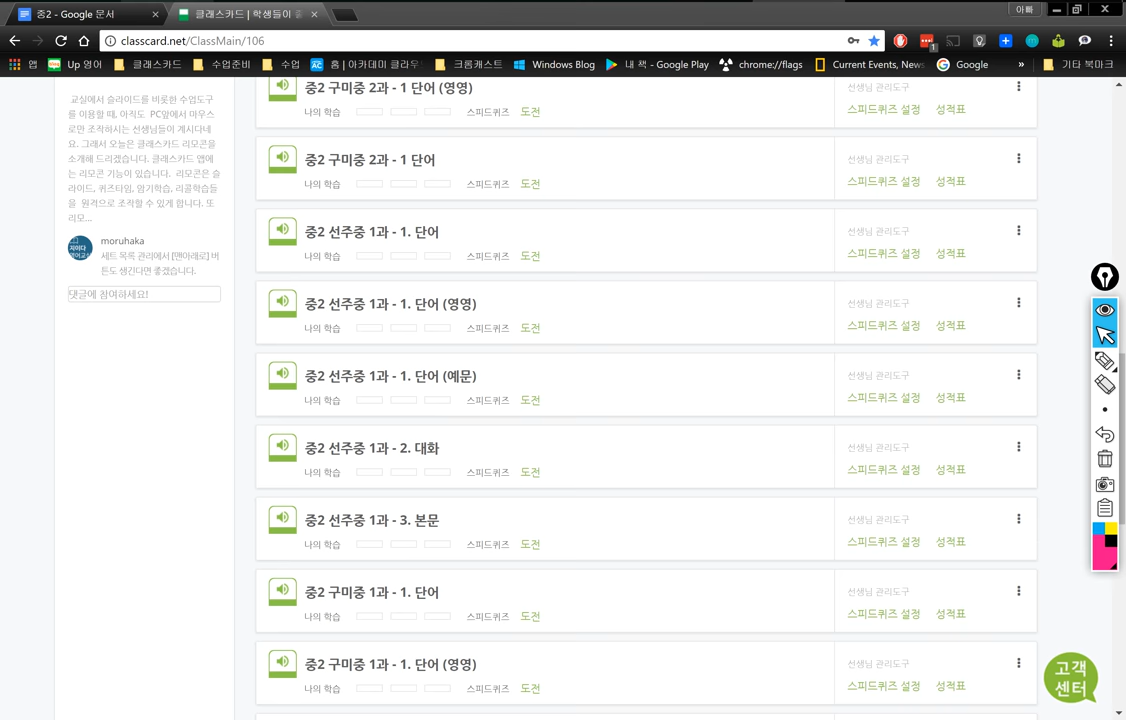 중2 - Google 문서
클래스카드 | 학생들이 좋
아빠
classcard.net/ClassMain/106
1
앱
Up 영어
클래스카드
수업준비
수업
홈 | 아카데미 클라우
크롬캐스트
Windows Blog
내 책 - Google Play
chrome://flags
Current Events, News
Google
»
기타 북마크
교실에서 슬라이드를 비롯한 수업도구
를 이용할 때, 아직도 PC앞에서 마우스
로만 조작하시는 선생님들이 계시다네
요. 그래서 오늘은 클래스카드 리모콘을
소개해 드리겠습니다. 클래스카드 앱에
는 리모콘 기능이 있습니다. 리모콘은 슬
라이드, 퀴즈타임, 암기학습, 리콜학습들
을 원격으로 조작할 수 있게 합니다. 또
리모...
moruhaka
세트 목록 관리에서 [맨아래로] 버
튼도 생긴다면 좋겠습니다.
댓글에 참여하세요!
중2 구미중 2과 - 1 단어 (영영)
나의 학습 스피드퀴즈 도전
선생님 관리도구
스피드퀴즈 설정 성적표
중2 구미중 2과 - 1 단어
나의 학습 스피드퀴즈 도전
선생님 관리도구
스피드퀴즈 설정 성적표
중2 선주중 1과 - 1. 단어
나의 학습 스피드퀴즈 도전
선생님 관리도구
스피드퀴즈 설정 성적표
중2 선주중 1과 - 1. 단어 (영영)
나의 학습 스피드퀴즈 도전
선생님 관리도구
스피드퀴즈 설정 성적표
중2 선주중 1과 - 1. 단어 (예문)
나의 학습 스피드퀴즈 도전
선생님 관리도구
스피드퀴즈 설정 성적표
중2 선주중 1과 - 2. 대화
나의 학습 스피드퀴즈 도전
선생님 관리도구
스피드퀴즈 설정 성적표
중2 선주중 1과 - 3. 본문
나의 학습 스피드퀴즈 도전
선생님 관리도구
스피드퀴즈 설정 성적표
중2 구미중 1과 - 1. 단어
나의 학습 스피드퀴즈 도전
선생님 관리도구
스피드퀴즈 설정 성적표
중2 구미중 1과 - 1. 단어 (영영)
나의 학습 스피드퀴즈 도전
선생님 관리도구
스피드퀴즈 설정 성적표
고객
센터